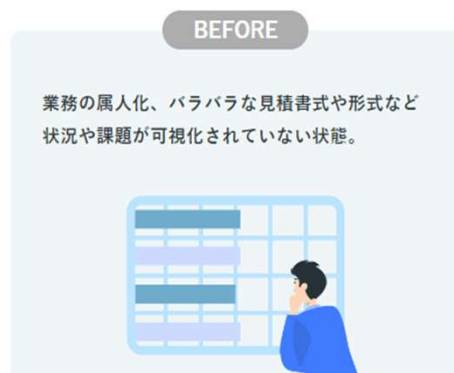 BEFORE
業務の属人化、バラバラな見積書式や形式など
状況や課題が可視化されていない状態。